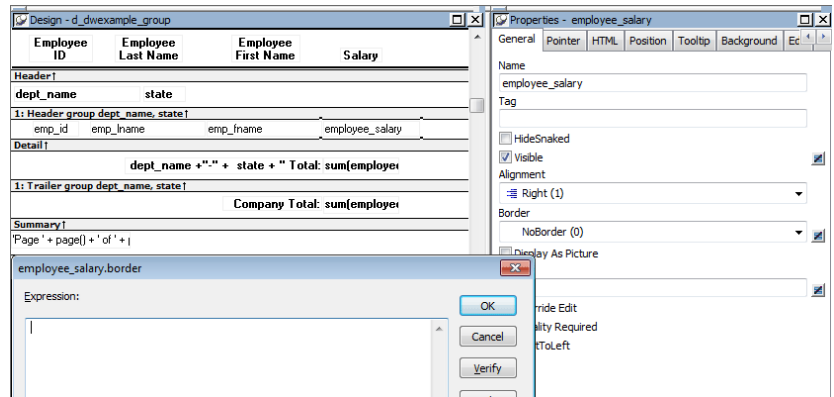 Design - d_dwexample_group
Employee ID
Employee Last Name
Employee First Name
Salary
Header↑
dept_name state
1: Header group dept_name, state↑
emp_id emp_lname emp_fname employee_salary
Detail↑
dept_name +"-" + state + " Total: sum(employee
1: Trailer group dept_name, state↑
Company Total: sum(employee
Summary↑
'Page ' + page() + ' of ' +
employee_salary.border
Expression:
OK
Cancel
Verify
Properties - employee_salary
General Pointer HTML Position Tooltip Background
Name
employee_salary
Tag
HideSnaked
Visible
Alignment
Right (1)
Border
NoBorder (0)
Display As Picture
Edit
Required
ToLeft